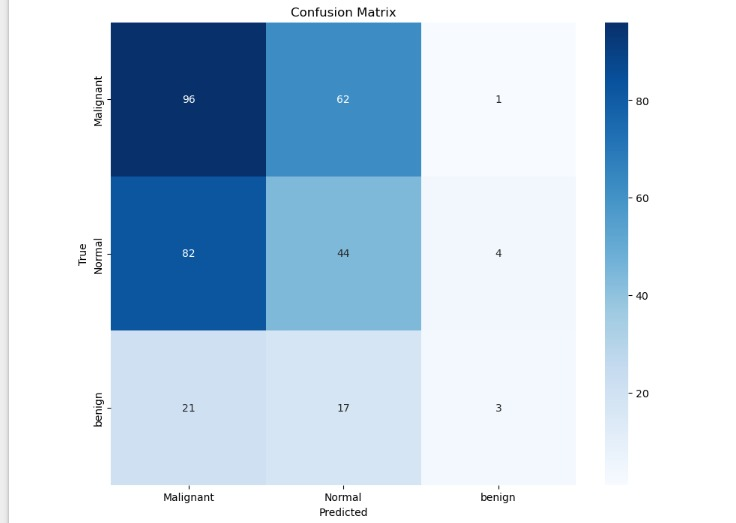 Confusion Matrix
True
Malignant
96
62
1
Normal
82
44
4
benign
21
17
3
Malignant
Normal
benign
Predicted
80
60
40
20